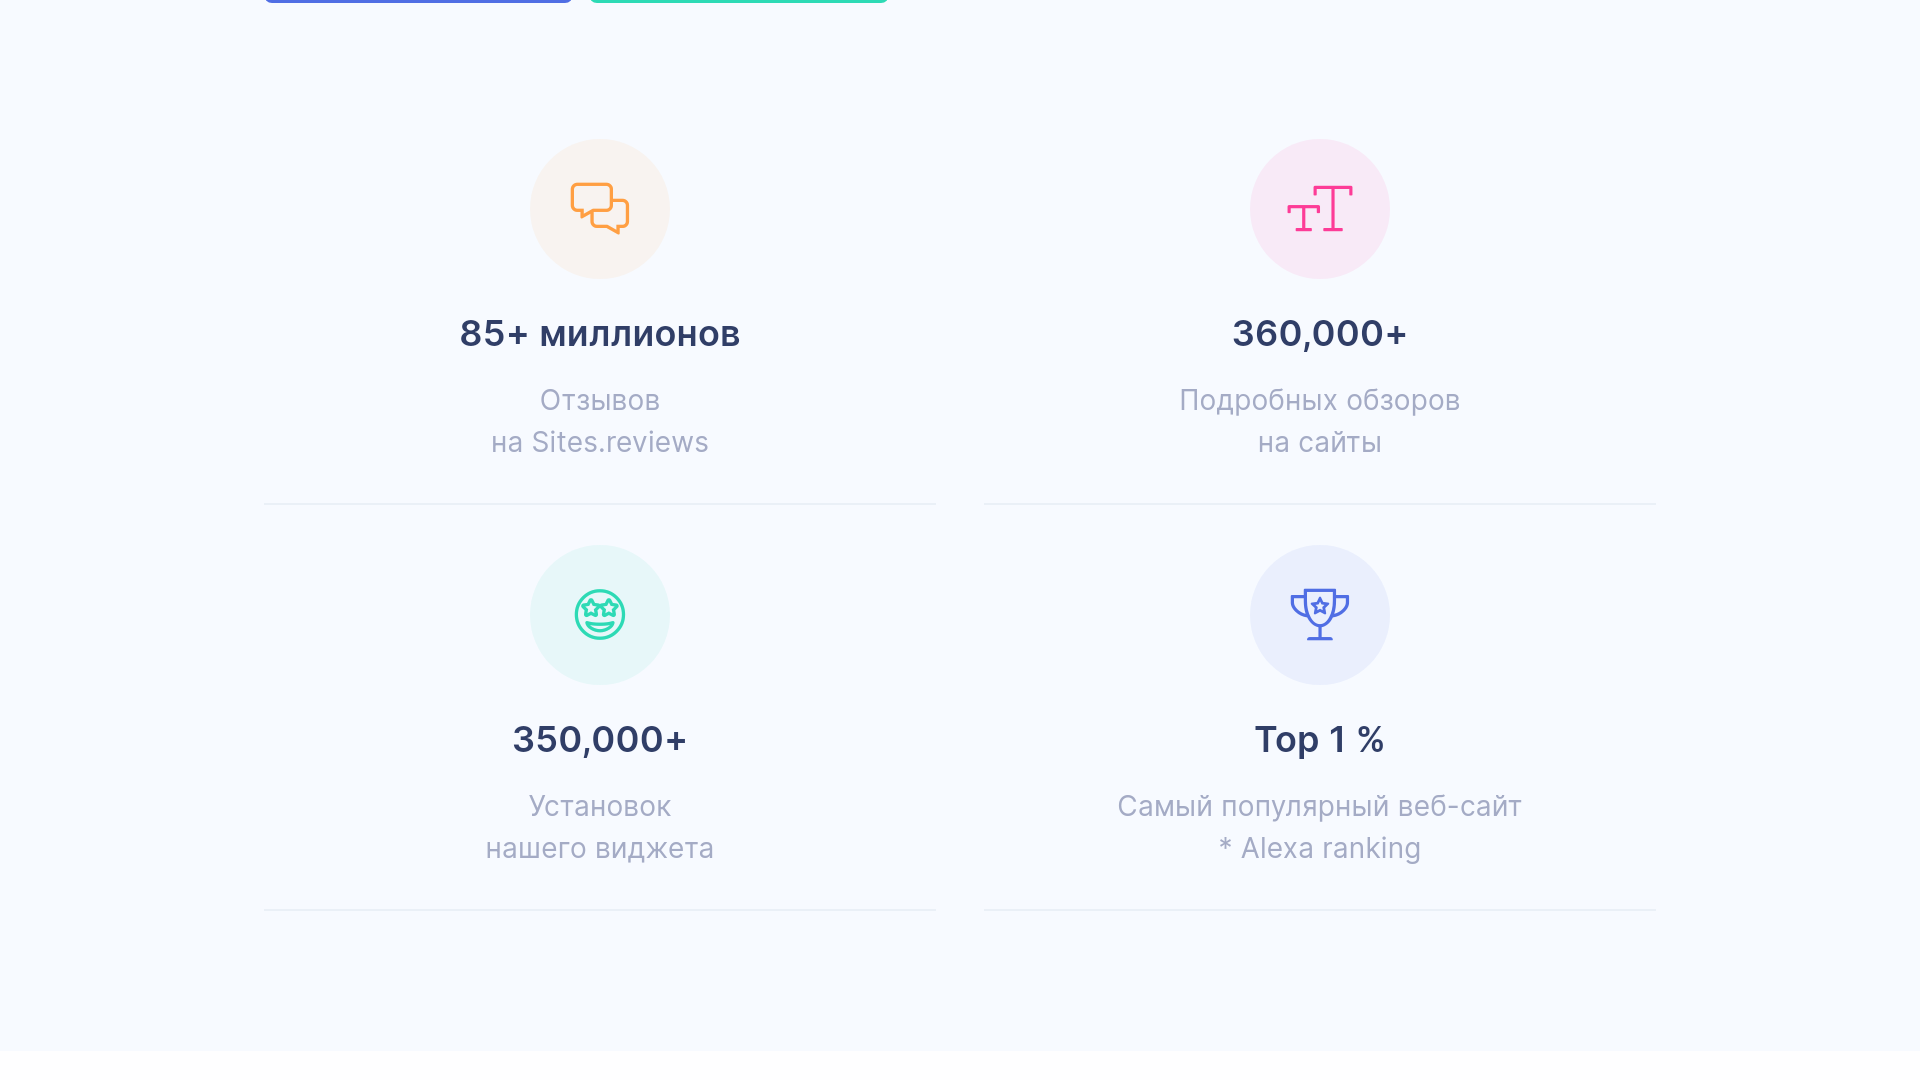 85+ миллионов
Отзывов
на Sites.reviews
360,000+
Подробных обзоров
на сайты
350,000+
Установок
нашего виджета
Top 1 %
Самый популярный веб-сайт
* Alexa ranking